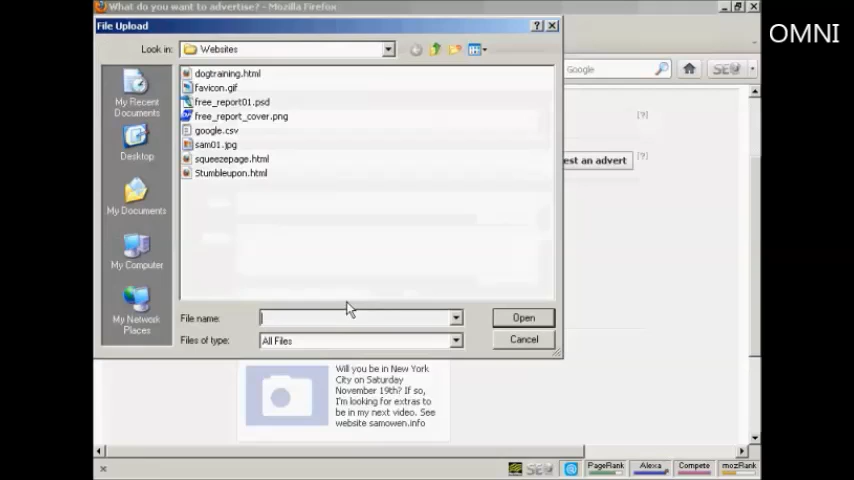 What do you want to advertise? - Mozilla Firefox
OMNI
File Upload
Look in:
Websites
My Recent
Documents
Desktop
My Documents
My Computer
My Network
Places
dogtraining.html
favicon.gif
free_report01.psd
free_report_cover.png
google.csv
sam01.jpg
squeezepage.html
Stumbleupon.html
File name:
Open
Files of type:
All Files
Cancel
Google
SEO
[?]
est an advert
[?]
Will you be in New York
City on Saturday
November 19th? If so,
I'm looking for extras to
be in my next video. See
website samowen.info
SEO
PageRank
Alexa
Compete
mozRank